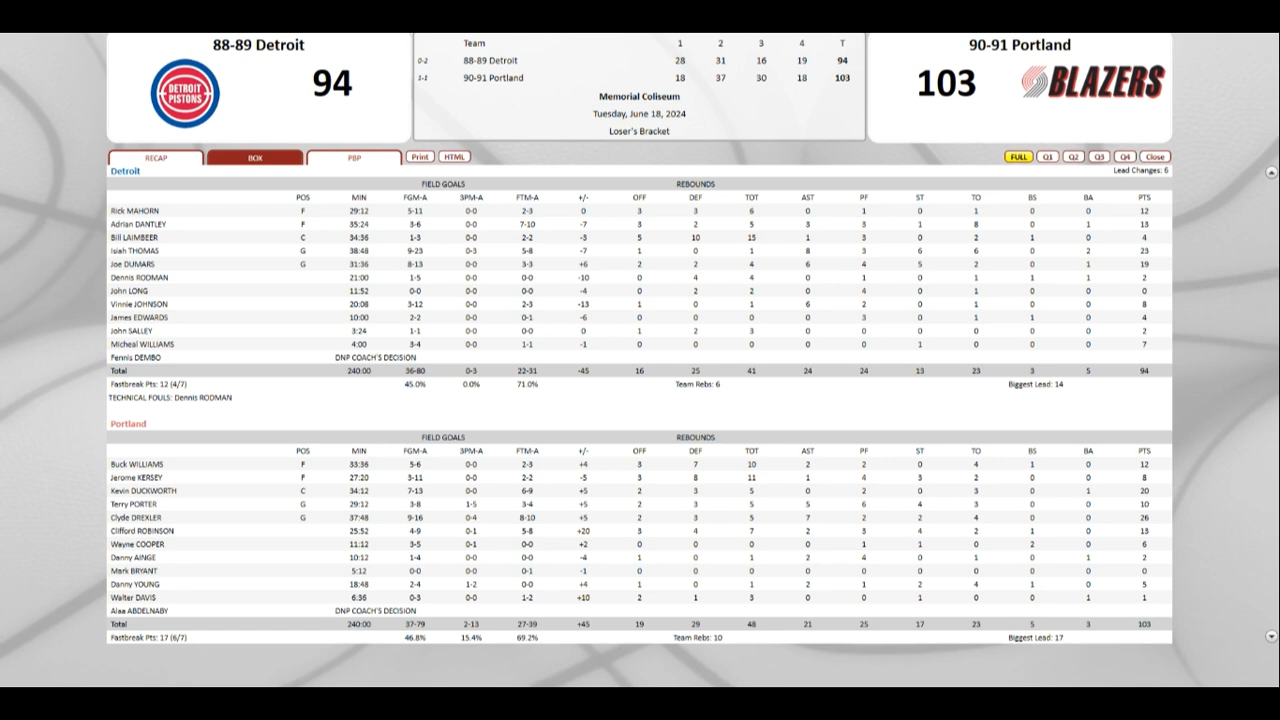 88-89 Detroit
DETROIT PISTONS
94
Team 1 2 3 4 T
0-2 88-89 Detroit 28 31 16 19 94
1-1 90-91 Portland 18 37 30 18 103
Memorial Coliseum
Tuesday, June 18, 2024
Loser's Bracket
90-91 Portland
103
BLAZERS
RECAP BOX PBP Print HTML FULL Q1 Q2 Q3 Q4 Close
Detroit Lead Changes: 6
FIELD GOALS REBOUNDS
POS MIN FGM-A 3PM-A FTM-A +/- OFF DEF TOT AST PF ST TO BS BA PTS
Rick MAHORN F 29:12 5-11 0-0 2-3 0 3 3 6 0 1 0 1 0 0 12
Adrian DANTLEY F 35:24 3-6 0-0 7-10 -7 3 2 5 3 3 1 8 0 1 13
Bill LAIMBEER C 34:36 1-3 0-0 2-2 -3 5 10 15 1 3 0 2 1 0 4
Isiah THOMAS G 38:48 9-23 0-3 5-8 -7 1 0 1 8 3 6 6 0 2 23
Joe DUMARS G 31:36 8-13 0-0 3-3 +6 2 2 4 6 4 5 2 0 1 19
Dennis RODMAN 21:00 1-5 0-0 0-0 -10 0 4 4 0 1 0 1 1 1 2
John LONG 11:52 0-0 0-0 0-0 -4 0 2 2 0 4 0 1 0 0 0
Vinnie JOHNSON 20:08 3-12 0-0 2-3 -13 1 0 1 6 2 0 1 0 0 8
James EDWARDS 10:00 2-2 0-0 0-1 -6 0 0 0 0 3 0 1 1 0 4
John SALLEY 3:24 1-1 0-0 0-0 0 1 2 3 0 0 0 0 0 0 2
Micheal WILLIAMS 4:00 3-4 0-0 1-1 -1 0 0 0 0 0 1 0 0 0 7
Fennis DEMBO DNP COACH'S DECISION
Total 240:00 36-80 0-3 22-31 -45 16 25 41 24 24 13 23 3 5 94
Fastbreak Pts: 12 (4/7) 45.0% 0.0% 71.0% Team Rebs: 6 Biggest Lead: 14
TECHNICAL FOULS: Dennis RODMAN
Portland
FIELD GOALS REBOUNDS
POS MIN FGM-A 3PM-A FTM-A +/- OFF DEF TOT AST PF ST TO BS BA PTS
Buck WILLIAMS F 33:36 5-6 0-0 2-3 +4 3 7 10 2 2 0 4 1 0 12
Jerome KERSEY F 27:20 3-11 0-0 2-2 -5 3 8 11 1 4 3 2 0 0 8
Kevin DUCKWORTH C 34:12 7-13 0-0 6-9 +5 2 3 5 0 2 0 3 0 1 20
Terry PORTER G 29:12 3-8 1-5 3-4 +5 2 3 5 5 6 4 3 0 0 10
Clyde DREXLER G 37:48 9-16 0-4 8-10 +5 2 3 5 7 2 2 4 0 0 26
Clifford ROBINSON 25:52 4-9 0-1 5-8 +20 3 4 7 2 3 4 2 1 0 13
Wayne COOPER 11:12 3-5 0-1 0-0 +2 0 0 0 0 1 1 0 2 0 6
Danny AINGE 10:12 1-4 0-0 0-0 -4 1 0 1 2 4 0 1 0 1 2
Mark BRYANT 5:12 0-0 0-0 0-1 -1 0 0 0 0 0 0 0 0 0 0
Danny YOUNG 18:48 2-4 1-2 0-0 +4 1 0 1 2 1 2 4 1 0 5
Walter DAVIS 6:36 0-3 0-0 1-2 +10 2 1 3 0 0 1 0 0 1 1
Alaa ABDELNABY DNP COACH'S DECISION
Total 240:00 37-79 2-13 27-39 +45 19 29 48 21 25 17 23 5 3 103
Fastbreak Pts: 17 (6/7) 46.8% 15.4% 69.2% Team Rebs: 10 Biggest Lead: 17